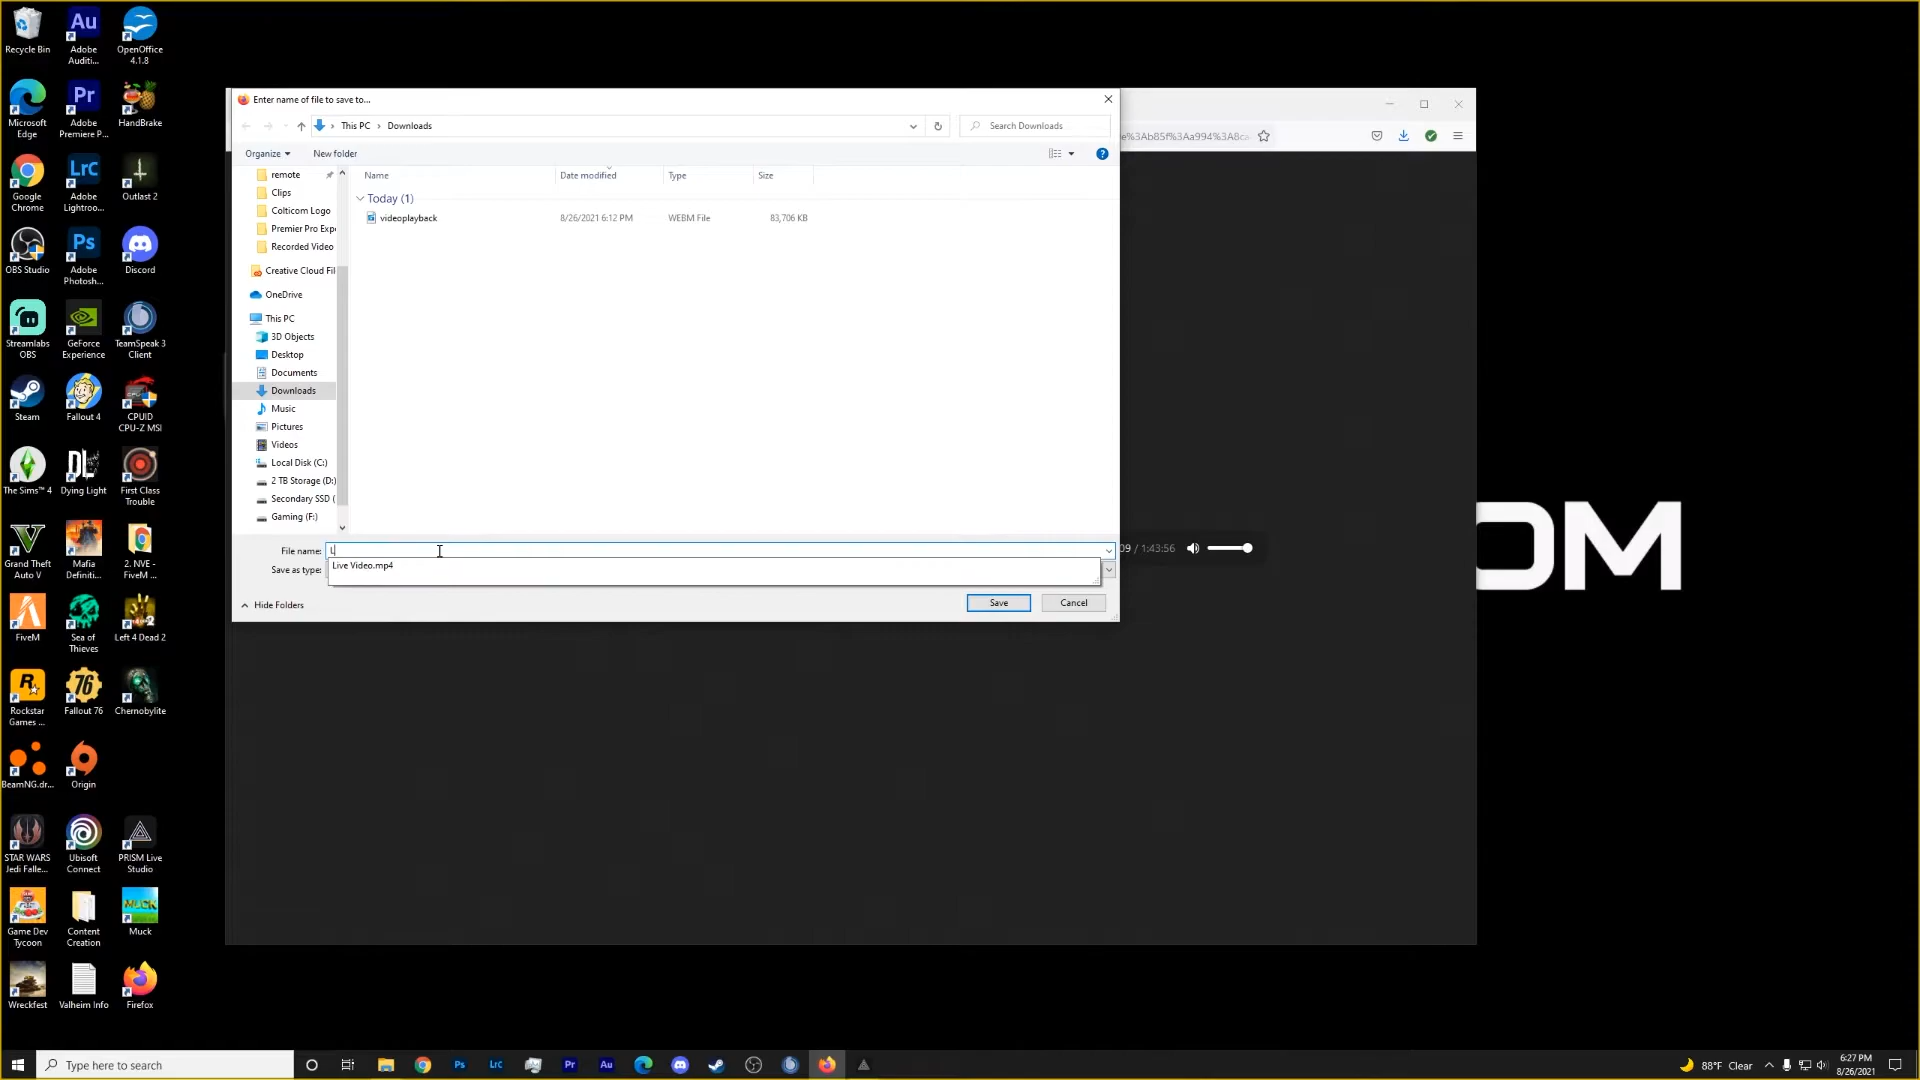 Recycle Bin
Adobe Auditi...
OpenOffice 4.1.8
Microsoft Edge
Adobe Premiere P...
HandBrake
Google Chrome
Adobe Lightroo...
Outlast 2
OBS Studio
Adobe Photosh...
Discord
Streamlabs OBS
GeForce Experience
TeamSpeak 3 Client
Steam
Fallout 4
CPUID CPU-Z MSI
The Sims™ 4
Dying Light
First Class Trouble
Grand Theft Auto V
Mafia Definiti...
2. NVE - FiveM ...
FiveM
Sea of Thieves
Left 4 Dead 2
Rockstar Games ...
Fallout 76
Chernobylite
BeamNG.dr...
Origin
STAR WARS Jedi Falle...
Ubisoft Connect
PRISM Live Studio
Game Dev Tycoon
Content Creation
Muck
Wreckfest
Valheim Info
Firefox
Enter name of file to save to...
This PC > Downloads
Search Downloads
Organize
New folder
Name Date modified Type Size
Today (1)
videoplayback 8/26/2021 6:12 PM WEBM File 83,706 KB
remote
Clips
Colticom Logo
Premier Pro Exp
Recorded Video
Creative Cloud Fil
OneDrive
This PC
3D Objects
Desktop
Documents
Downloads
Music
Pictures
Videos
Local Disk (C:)
2 TB Storage (D:)
Secondary SSD (
Gaming (F:)
File name: L
Live Video.mp4
Save as type:
Hide Folders
Save
Cancel
e%3Ab85f%3Aa994%3A8ca
09 / 1:43:56
OM
Type here to search
88°F Clear
6:27 PM
8/26/2021